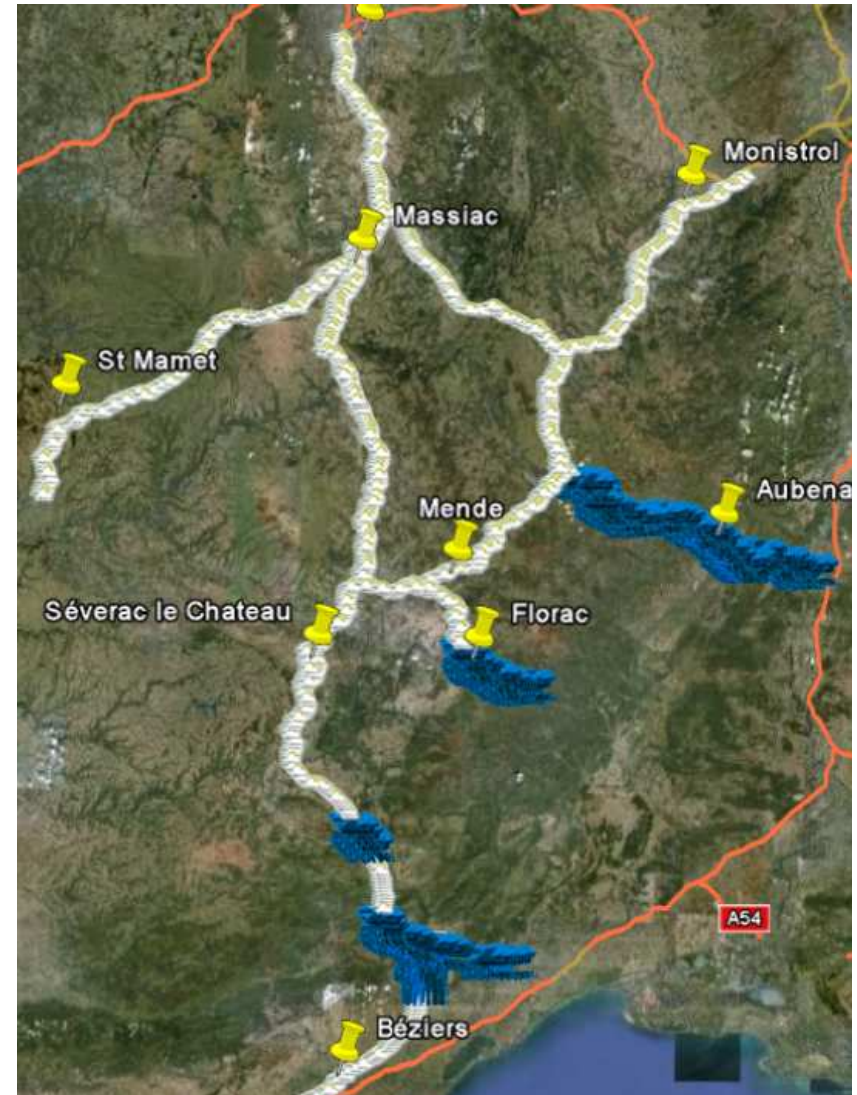 Monistrol
Massiac
St Mamet
Aubena
Mende
Séverac le Chateau
Florac
A54
Béziers